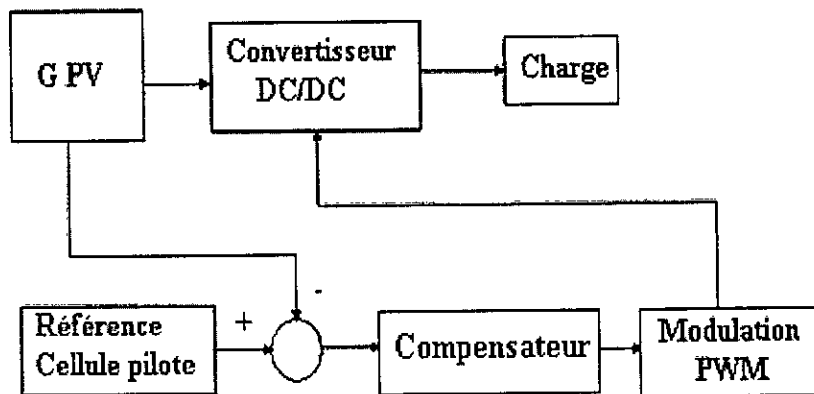 G PV
Convertisseur
DC/DC
Charge
-
+
Référence
Cellule pilote
Compensateur
Modulation
PWM